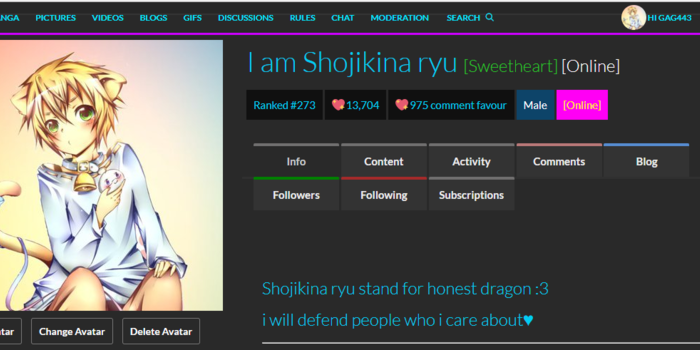 NGA PICTURES VIDEOS BLOGS GIFS DISCUSSIONS RULES CHAT MODERATION SEARCH HI GAG443
I am Shojikina ryu [Sweetheart] [Online]
Ranked #273 💖13,704 💖975 comment favour Male [Online]
Info Content Activity Comments Blog
Followers Following Subscriptions
Shojikina ryu stand for honest dragon :3
i will defend people who i care about♥
tar Change Avatar Delete Avatar